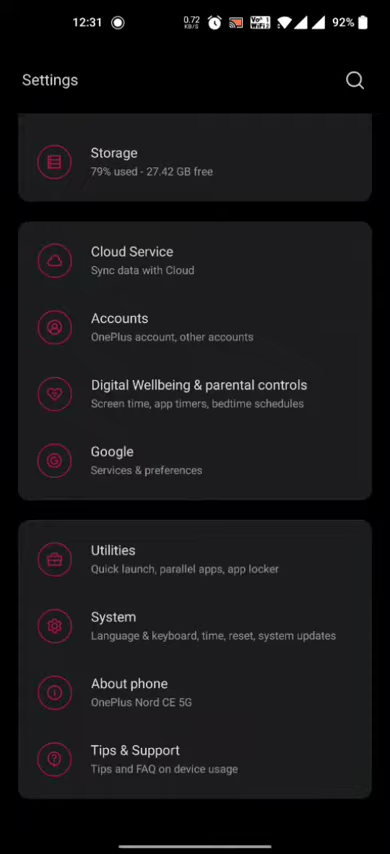 12:31 0.72 KB/S Vo) 1 WiFi 2 92%
Settings
Storage
79% used - 27.42 GB free
Cloud Service
Sync data with Cloud
Accounts
OnePlus account, other accounts
Digital Wellbeing & parental controls
Screen time, app timers, bedtime schedules
Google
Services & preferences
Utilities
Quick launch, parallel apps, app locker
System
Language & keyboard, time, reset, system updates
About phone
OnePlus Nord CE 5G
Tips & Support
Tips and FAQ on device usage